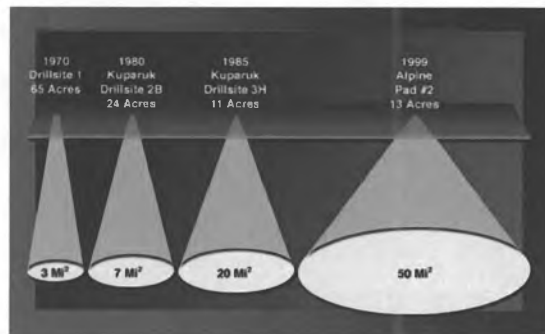 1970
Drillsite 1
65 Acres
1980
Kuparuk
Drillsite 2B
24 Acres
1985
Kuparuk
Drillsite 3H
11 Acres
1999
Alpine
Pad #2
13 Acres
3 Mi²
7 Mi²
20 Mi²
50 Mi²